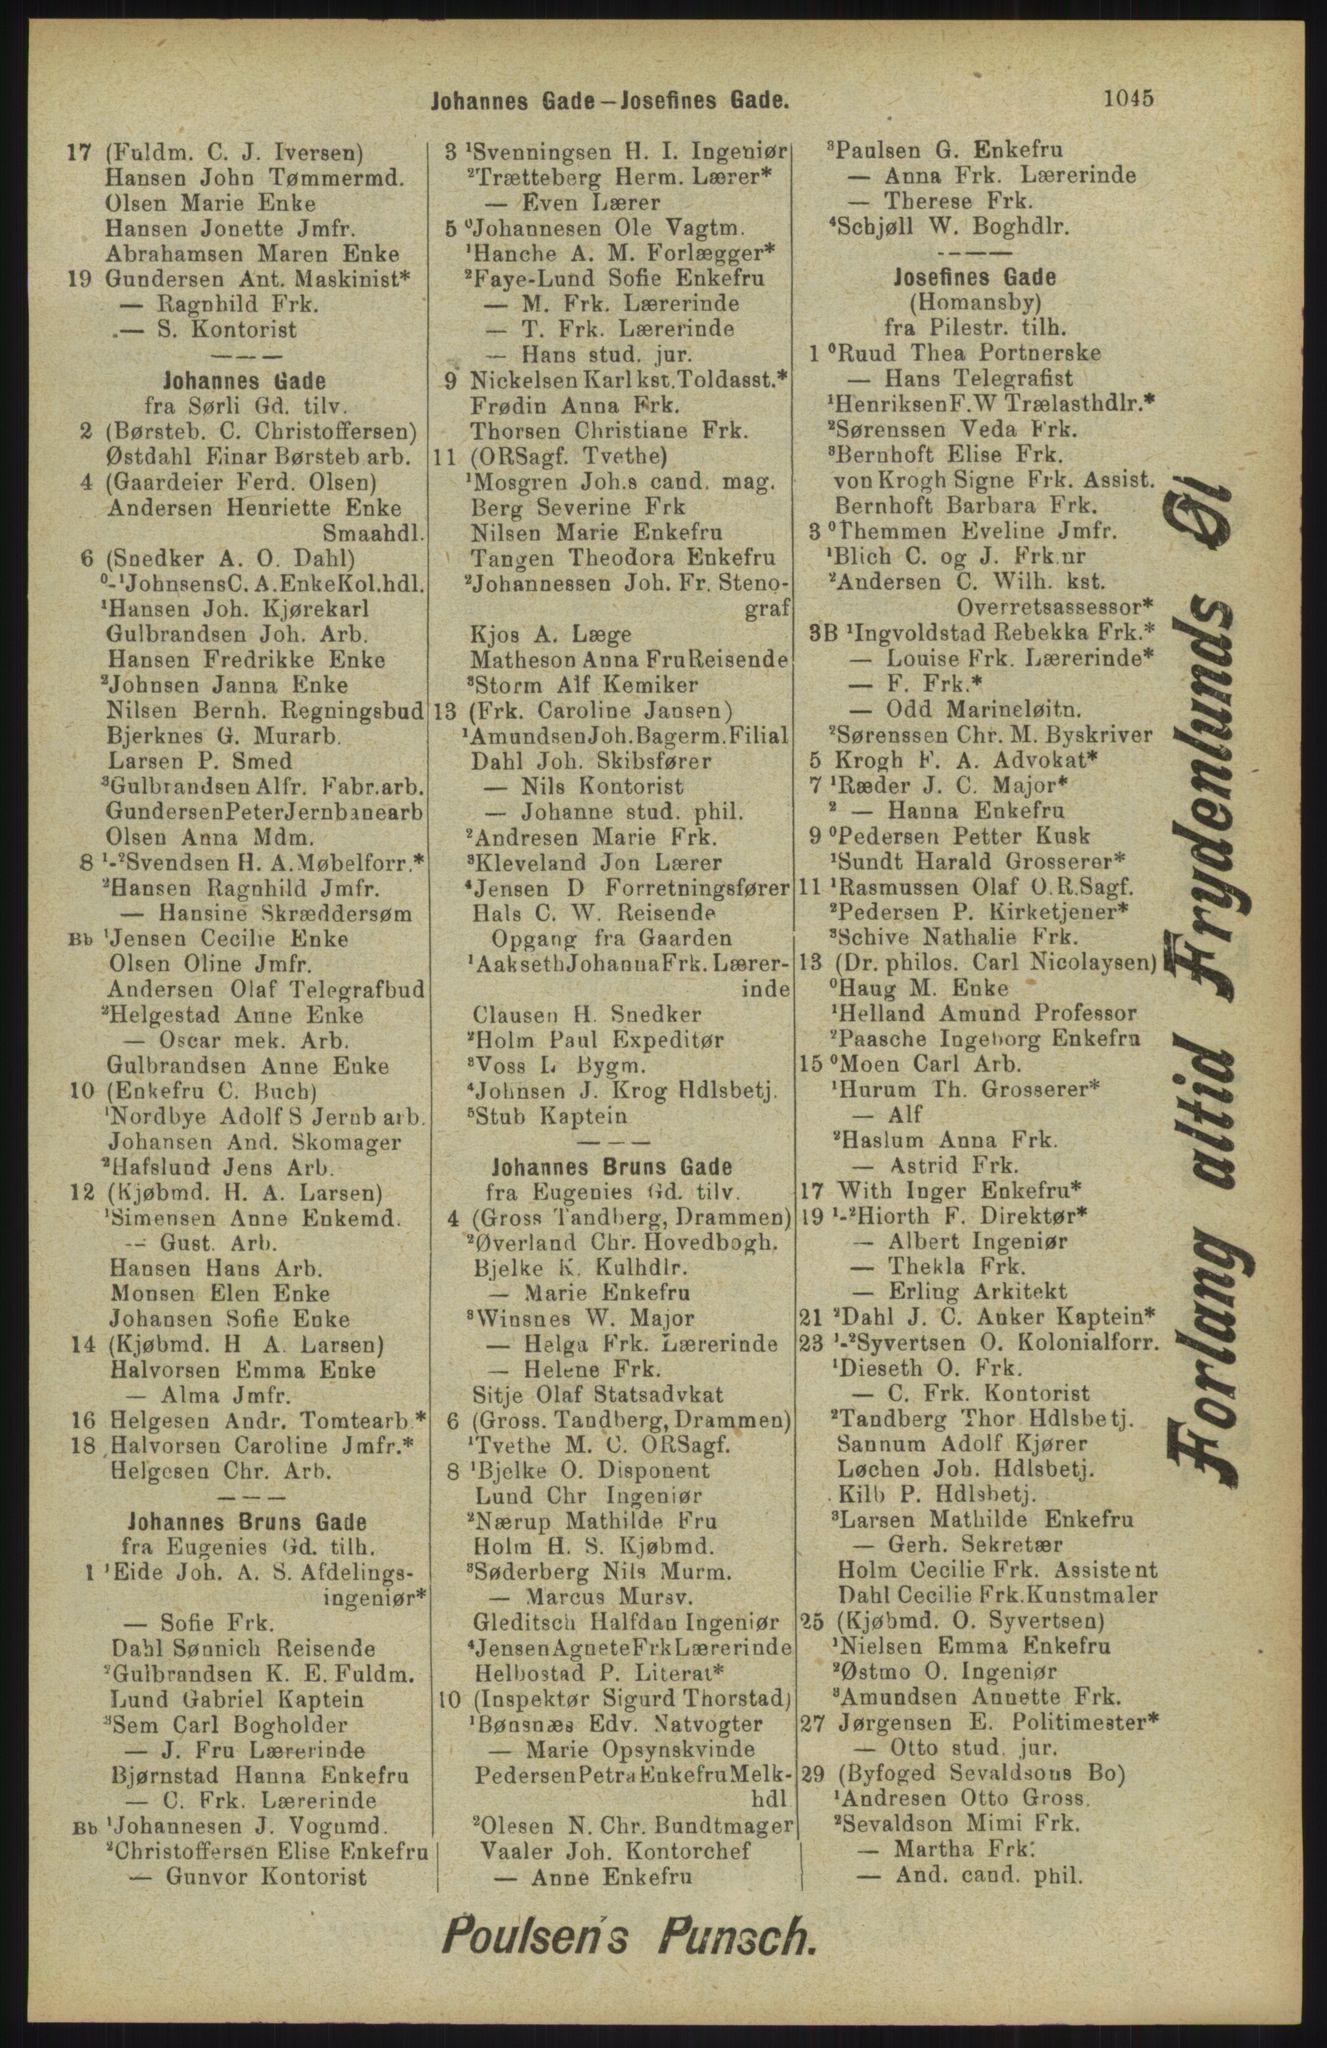 Johannes Gade—Josefines Gade.
1045
17 (Fuldm. C. J. Iversen)
Hansen John Tømmermd.
Olsen Marie Enke
Hansen Jonette Jmfr.
Abrahamsen Maren Enke
19 Gundersen Ant. Maskinist*
— Ragnhild Frk.
— S. Kontorist
Johannes Gade
fra Sørli Gd. tilv.
2 (Børsteb. C. Christoffersen)
Østdahl Einar Børsteb arb.
4 (Gaardeier Ferd. Olsen)
Andersen Henriette Enke
Smaahdl.
6 (Snedker A. O. Dahl)
⁰-¹Johnsens C. A. Enke Kol.hdl.
¹Hansen Joh. Kjørekarl
Gulbrandsen Joh. Arb.
Hansen Fredrikke Enke
²Johnsen Janna Enke
Nilsen Bernh. Regningsbud
Bjerknes G. Murarb.
Larsen P. Smed
³Gulbrandsen Alfr. Fabr.arb.
Gundersen Peter Jernbanearb
Olsen Anna Mdm.
8 ¹-²Svendsen H. A. Møbelforr.*
²Hansen Ragnhild Jmfr.
— Hansine Skræddersøm
Bb ¹Jensen Cecilie Enke
Olsen Oline Jmfr.
Andersen Olaf Telegrafbud
²Helgestad Anne Enke
— Oscar mek. Arb.
Gulbrandsen Anne Enke
10 (Enkefru C. Buch)
¹Nordbye Adolf S Jernb arb.
Johansen And. Skomager
²Hafslund Jens Arb.
12 (Kjøbmd. H. A. Larsen)
¹Simensen Anne Enkemd.
— Gust. Arb.
Hansen Hans Arb.
Monsen Elen Enke
Johansen Sofie Enke
14 (Kjøbmd. H A. Larsen)
Halvorsen Emma Enke
— Alma Jmfr.
16 Helgesen Andr. Tomtearb.*
18 Halvorsen Caroline Jmfr.*
Helgesen Chr. Arb.
Johannes Bruns Gade
fra Eugenies Gd. tilh.
1 ¹Eide Joh. A. S. Afdelings-
ingeniør*
— Sofie Frk.
Dahl Sønnich Reisende
²Gulbrandsen K. E. Fuldm.
Lund Gabriel Kaptein
³Sem Carl Bogholder
— J. Fru Lærerinde
Bjørnstad Hanna Enkefru
— C. Frk. Lærerinde
Bb ¹Johannesen J. Vognmd.
²Christoffersen Elise Enkefru
— Gunvor Kontorist
3 ¹Svenningsen H. I. Ingeniør
²Trætteberg Herm. Lærer*
— Even Lærer
5 ⁰Johannesen Ole Vagtm.
¹Hanche A. M. Forlægger*
²Faye-Lund Sofie Enkefru
— M. Frk. Lærerinde
— T. Frk. Lærerinde
— Hans stud. jur.
9 Nickelsen Karl kst. Toldasst.*
Frødin Anna Frk.
Thorsen Christiane Frk.
11 (ORSagf. Tvethe)
¹Mosgren Joh.s cand. mag.
Berg Severine Frk
Nilsen Marie Enkefru
Tangen Theodora Enkefru
²Johannessen Joh. Fr. Steno-
graf
Kjos A. Læge
Matheson Anna Fru Reisende
³Storm Alf Kemiker
13 (Frk. Caroline Jansen)
¹Amundsen Joh. Bagerm. Filial
Dahl Joh. Skibsfører
— Nils Kontorist
— Johanne stud. phil.
²Andresen Marie Frk.
³Kleveland Jon Lærer
⁴Jensen D Forretningsfører
Hals C. W. Reisende
Opgang fra Gaarden
¹Aakseth Johanna Frk. Lærer-
inde
Clausen H. Snedker
²Holm Paul Expeditør
³Voss L Bygm.
⁴Johnsen J. Krog Hdlsbetj.
⁵Stub Kaptein
Johannes Bruns Gade
fra Eugenies Gd. tilv.
4 (Gross Tandberg, Drammen)
²Øverland Chr. Hovedbogh.
Bjelke K. Kulhdlr.
— Marie Enkefru
³Winsnes W. Major
— Helga Frk. Lærerinde
— Helene Frk.
Sitje Olaf Statsadvkat
6 (Gross. Tandberg, Drammen)
¹Tvethe M. C. ORSagf.
8 ¹Bjelke O. Disponent
Lund Chr Ingeniør
²Nærup Mathilde Fru
Holm H. S. Kjøbmd.
³Søderberg Nils Murm.
— Marcus Mursv.
Gleditsch Halfdan Ingeniør
⁴Jensen Agnete Frk Lærerinde
Helbostad P. Literat*
10 (Inspektør Sigurd Thorstad)
¹Bønsnæs Edv. Natvogter
— Marie Opsynskvinde
Pedersen Petra Enkefru Melk-
hdl
²Olesen N. Chr. Bundtmager
Vaaler Joh. Kontorchef
— Anne Enkefru
³Paulsen G. Enkefru
— Anna Frk. Lærerinde
— Therese Frk.
⁴Schjøll W. Boghdlr.
Josefines Gade
(Homansby)
fra Pilestr. tilh.
1 ⁰Ruud Thea Portnerske
— Hans Telegrafist
¹Henriksen F. W Trælasthdlr.*
²Sørenssen Veda Frk.
³Bernhoft Elise Frk.
von Krogh Signe Frk. Assist.
Bernhoft Barbara Frk.
3 ⁰Themmen Eveline Jmfr.
¹Blich C. og J. Frk.nr
²Andersen C. Wilh. kst.
Overretsassessor*
3B ¹Ingvoldstad Rebekka Frk.*
— Louise Frk. Lærerinde*
— F. Frk.*
— Odd Marineløitn.
²Sørenssen Chr. M. Byskriver
5 Krogh F. A. Advokat*
7 ¹Ræder J. C. Major*
² — Hanna Enkefru
9 ⁰Pedersen Petter Kusk
¹Sundt Harald Grosserer*
11 ¹Rasmussen Olaf O.R.Sagf.
²Pedersen P. Kirketjener*
³Schive Nathalie Frk.
13 (Dr. philos. Carl Nicolaysen)
⁰Haug M. Enke
¹Helland Amund Professor
²Paasche Ingeborg Enkefru
15 ⁰Moen Carl Arb.
¹Hurum Th. Grosserer*
— Alf
²Haslum Anna Frk.
— Astrid Frk.
17 With Inger Enkefru*
19 ¹-²Hiorth F. Direktør*
— Albert Ingeniør
— Thekla Frk.
— Erling Arkitekt
21 ²Dahl J. C. Anker Kaptein*
23 ¹-²Syvertsen O. Kolonialforr.
¹Dieseth O. Frk.
— C. Frk. Kontorist
²Tandberg Thor Hdlsbetj.
Sannum Adolf Kjører
Løchen Joh. Hdlsbetj.
Kilb P. Hdlsbetj.
³Larsen Mathilde Enkefru
— Gerh. Sekretær
Holm Cecilie Frk. Assistent
Dahl Cecilie Frk. Kunstmaler
25 (Kjøbmd. O. Syvertsen)
¹Nielsen Emma Enkefru
²Østmo O. Ingeniør
³Amundsen Annette Frk.
27 Jørgensen E. Politimester*
— Otto stud. jur.
29 (Byfoged Sevaldsons Bo)
¹Andresen Otto Gross.
²Sevaldson Mimi Frk.
— Martha Frk.
— And. cand. phil.
Forlang altid Frydenlunds Øl
Poulsen's Punsch.